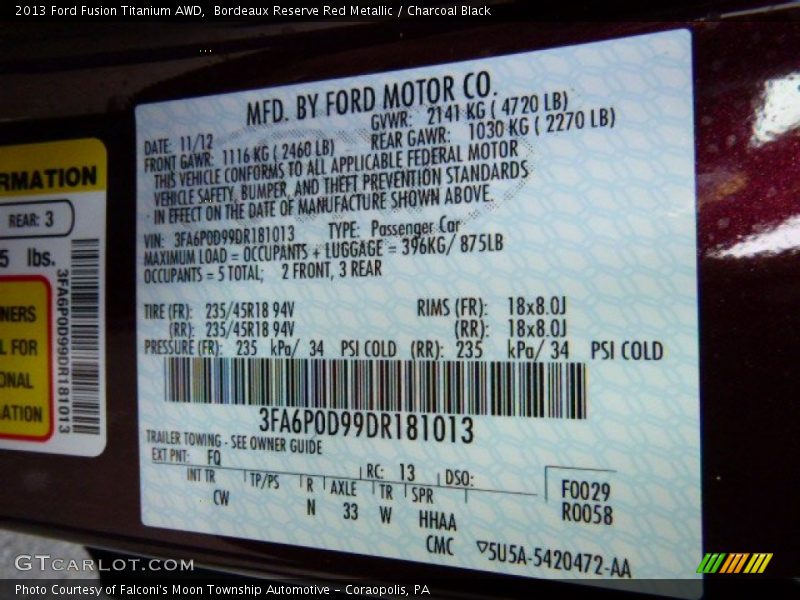 2013 Ford Fusion Titanium AWD, Bordeaux Reserve Red Metallic / Charcoal Black
MFD. BY FORD MOTOR CO.
DATE: 11/12 GVWR: 2141 KG ( 4720 LB)
FRONT GAWR: 1116 KG ( 2460 LB) REAR GAWR: 1030 KG ( 2270 LB)
THIS VEHICLE CONFORMS TO ALL APPLICABLE FEDERAL MOTOR
VEHICLE SAFETY, BUMPER, AND THEFT PREVENTION STANDARDS
IN EFFECT ON THE DATE OF MANUFACTURE SHOWN ABOVE.
VIN: 3FA6P0D99DR181013 TYPE: Passenger Car
MAXIMUM LOAD = OCCUPANTS + LUGGAGE = 396KG/ 875LB
OCCUPANTS = 5 TOTAL; 2 FRONT, 3 REAR
TIRE (FR): 235/45R18 94V RIMS (FR): 18x8.0J
(RR): 235/45R18 94V (RR): 18x8.0J
PRESSURE (FR): 235 kPa/ 34 PSI COLD (RR): 235 kPa/ 34 PSI COLD
3FA6P0D99DR181013
TRAILER TOWING - SEE OWNER GUIDE
EXT PNT: FQ RC: 13 DSO:
INT TR TP/PS R AXLE TR SPR
CW N 33 W HHAA
CMC
F0029
R0058
5U5A-5420472-AA
RMATION
REAR: 3
5 lbs.
3FA6P0D99DR181013
NERS
L FOR
ONAL
ATION
GTCARLOT.COM
Photo Courtesy of Falconi's Moon Township Automotive - Coraopolis, PA